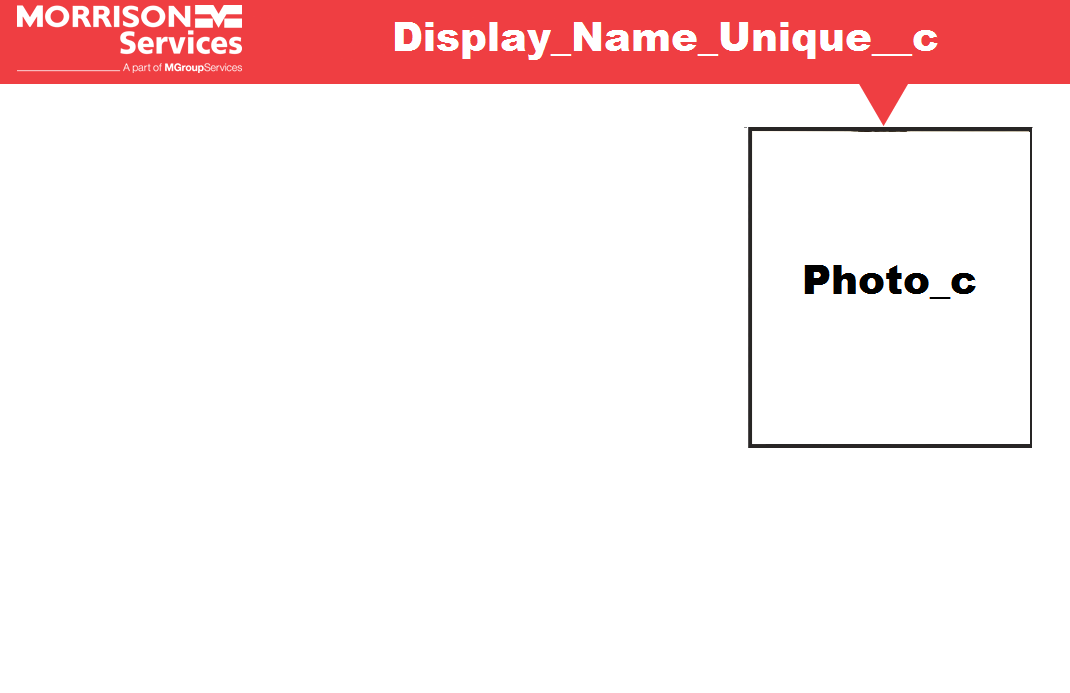 MORRISON
Services
A part of MGroupServices
Display_Name_Unique__c
Photo_c